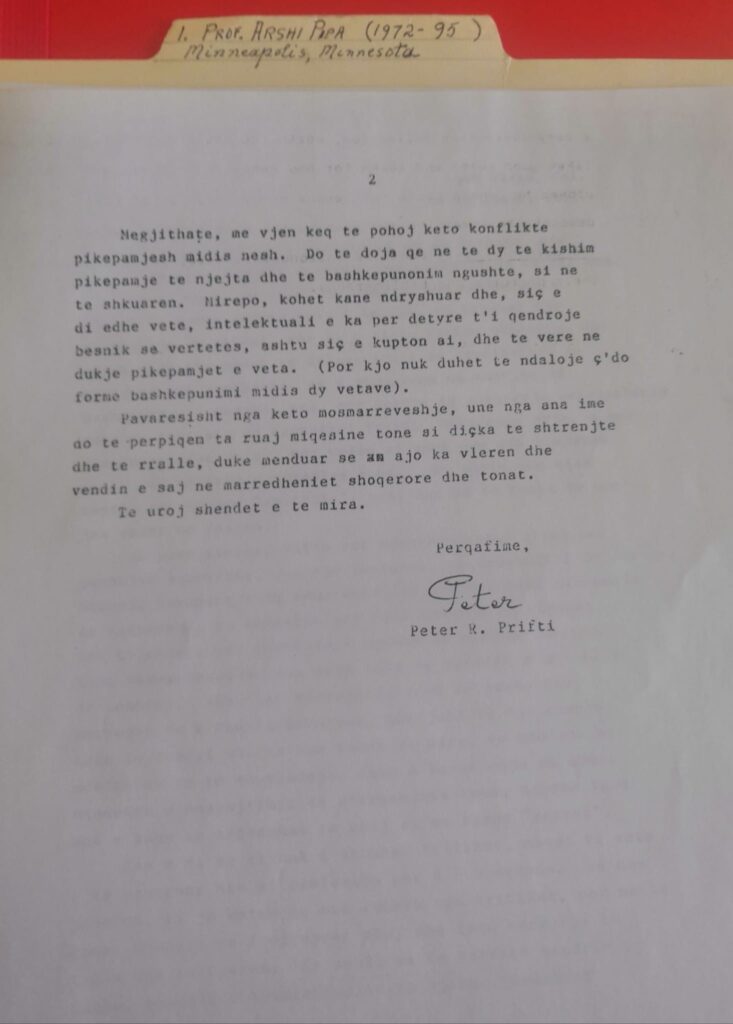 1. PROF. ARSHI PIPA (1972-95)
Minneapolis, Minnesota
2
Megjithaţe, me vjen keq te pohoj keto konflikte
pikepamjesh midis nesh. Do te doja qe ne te dy te kishim
pikepamje te njejta dhe te bashkepunonim ngushte, si ne
te shkuaren. Mirepo, kohet kane ndryshuar dhe, siç e
di edhe vete, intelektuali e ka per detyre t'i qendroje
besnik se vertetes, ashtu siç e kupton ai, dhe te vere ne
dukje pikepamjet e veta. (Por kjo nuk duhet te ndaloje ç'do
forme bashkepunimi midis dy vetave).
Pavaresisht nga keto mosmarreveshje, une nga ana ime
do te perpiqem ta ruaj miqesine tone si diçka te shtrenjte
dhe te rralle, duke menduar se ajo ka vleren dhe
vendin e saj ne marredheniet shoqerore dhe tonat.
Te uroj shendet e te mira.
Perqafime,
Peter
Peter R. Prifti